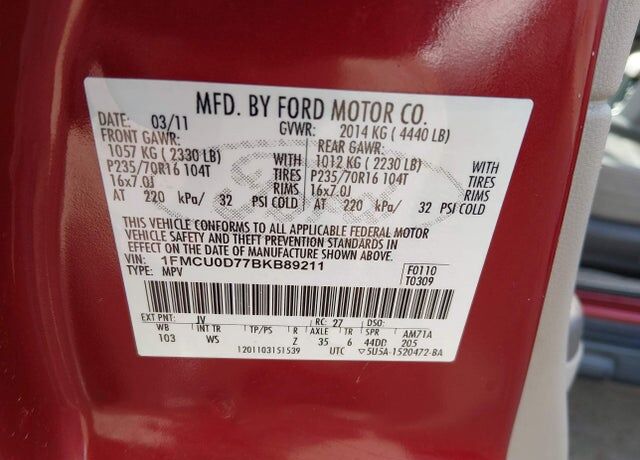 MFD. BY FORD MOTOR CO.
DATE: 03/11 GVWR: 2014 KG ( 4440 LB)
FRONT GAWR: REAR GAWR:
1057 KG ( 2330 LB) WITH 1012 KG ( 2230 LB) WITH
P235/70R16 104T TIRES P235/70R16 104T TIRES
16x7.0J RIMS 16x7.0J RIMS
AT 220 kPa/ 32 PSI COLD AT 220 kPa/ 32 PSI COLD
Ford
THIS VEHICLE CONFORMS TO ALL APPLICABLE FEDERAL MOTOR
VEHICLE SAFETY AND THEFT PREVENTION STANDARDS IN
EFFECT ON THE DATE OF MANUFACTURE SHOWN ABOVE.
VIN: 1FMCU0D77BKB89211 F0110
TYPE: MPV T0309
EXT PNT: JV RC: 27 DSO:
WB INT TR TP/PS R AXLE TR SPR AM71A
103 WS Z 35 6 44DD 205
1201103151539 UTC ▽5U5A-1520472-BA